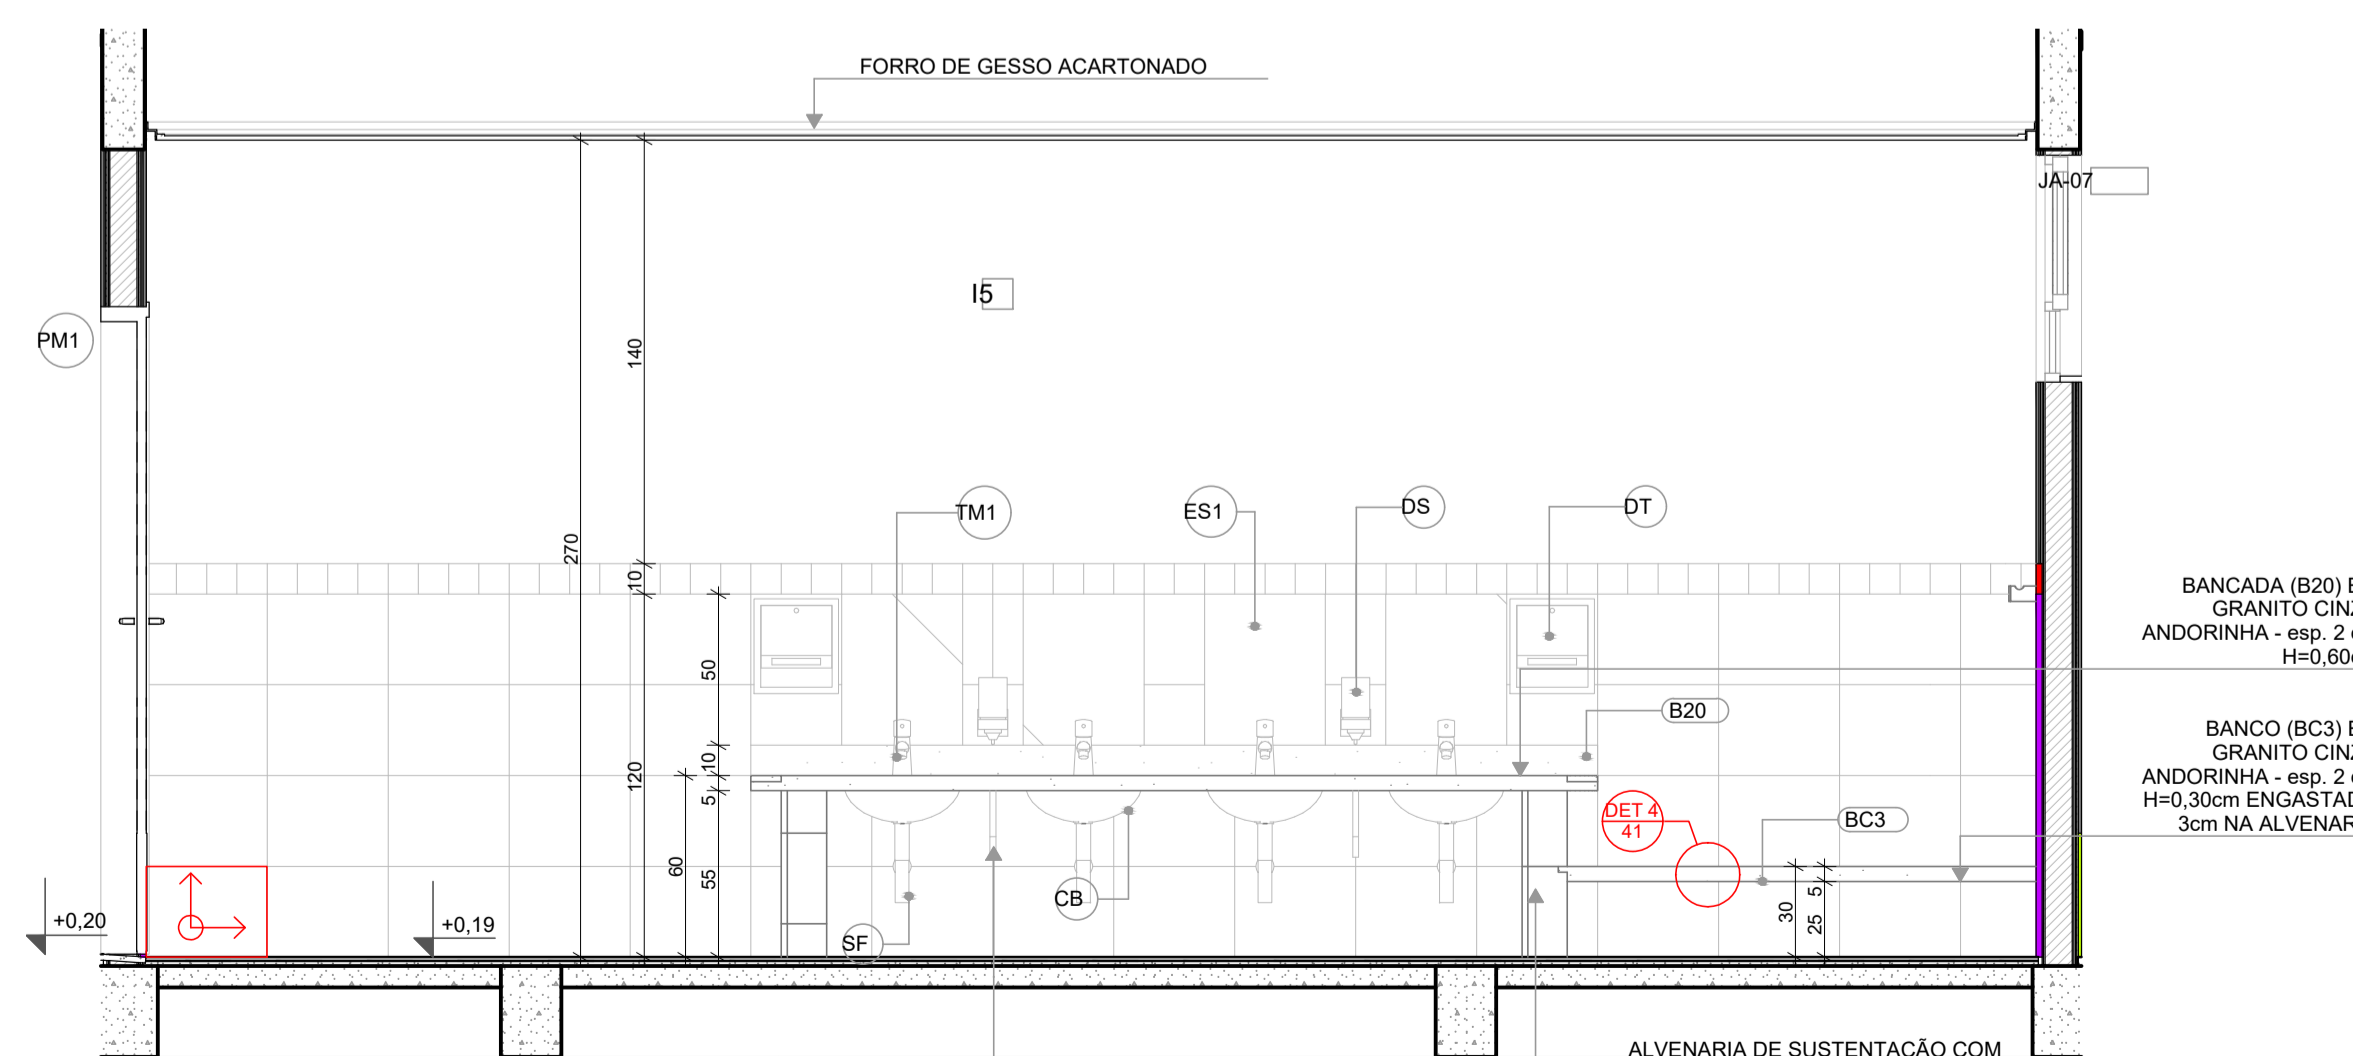 FORRO DE GESSO ACARTONADO
JA-07
I5
PM1
140
TM1
ES1
DS
DT
270
10
BANCADA (B20) E
GRANITO CINZ
ANDORINHA - esp. 2
H=0,60c
50
B20
BANCO (BC3) E
GRANITO CINZ
ANDORINHA - esp. 2
H=0,30cm ENGASTAD
3cm NA ALVENAR
10
120
5
DET 4
41
BC3
60
55
CB
5
30
25
+0,20
+0,19
SF
ALVENARIA DE SUSTENTAÇÃO COM